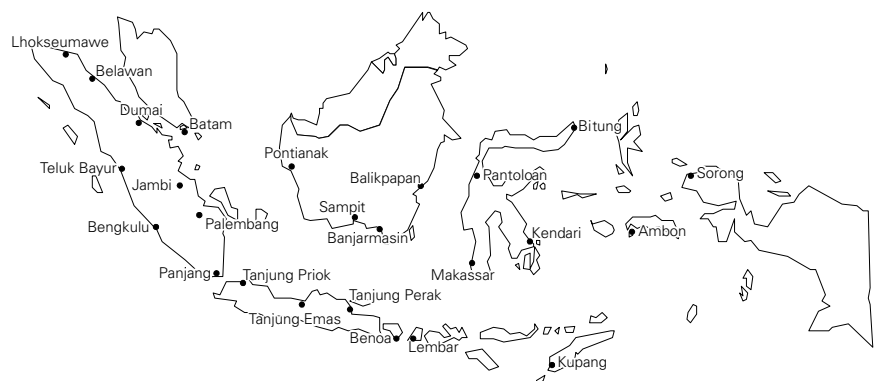 Lhokseumawe
Belawan
Dumai
Batam
Bitung
Pontianak
Teluk Bayur
Balikpapan
Pantoloan
Sorong
Jambi
Sampit
Palembang
Bengkulu
Banjarmasin
Kendari
Ambon
Panjang
Tanjung Priok
Makassar
Tanjung Perak
Tanjung Emas
Benoa
Lembar
Kupang